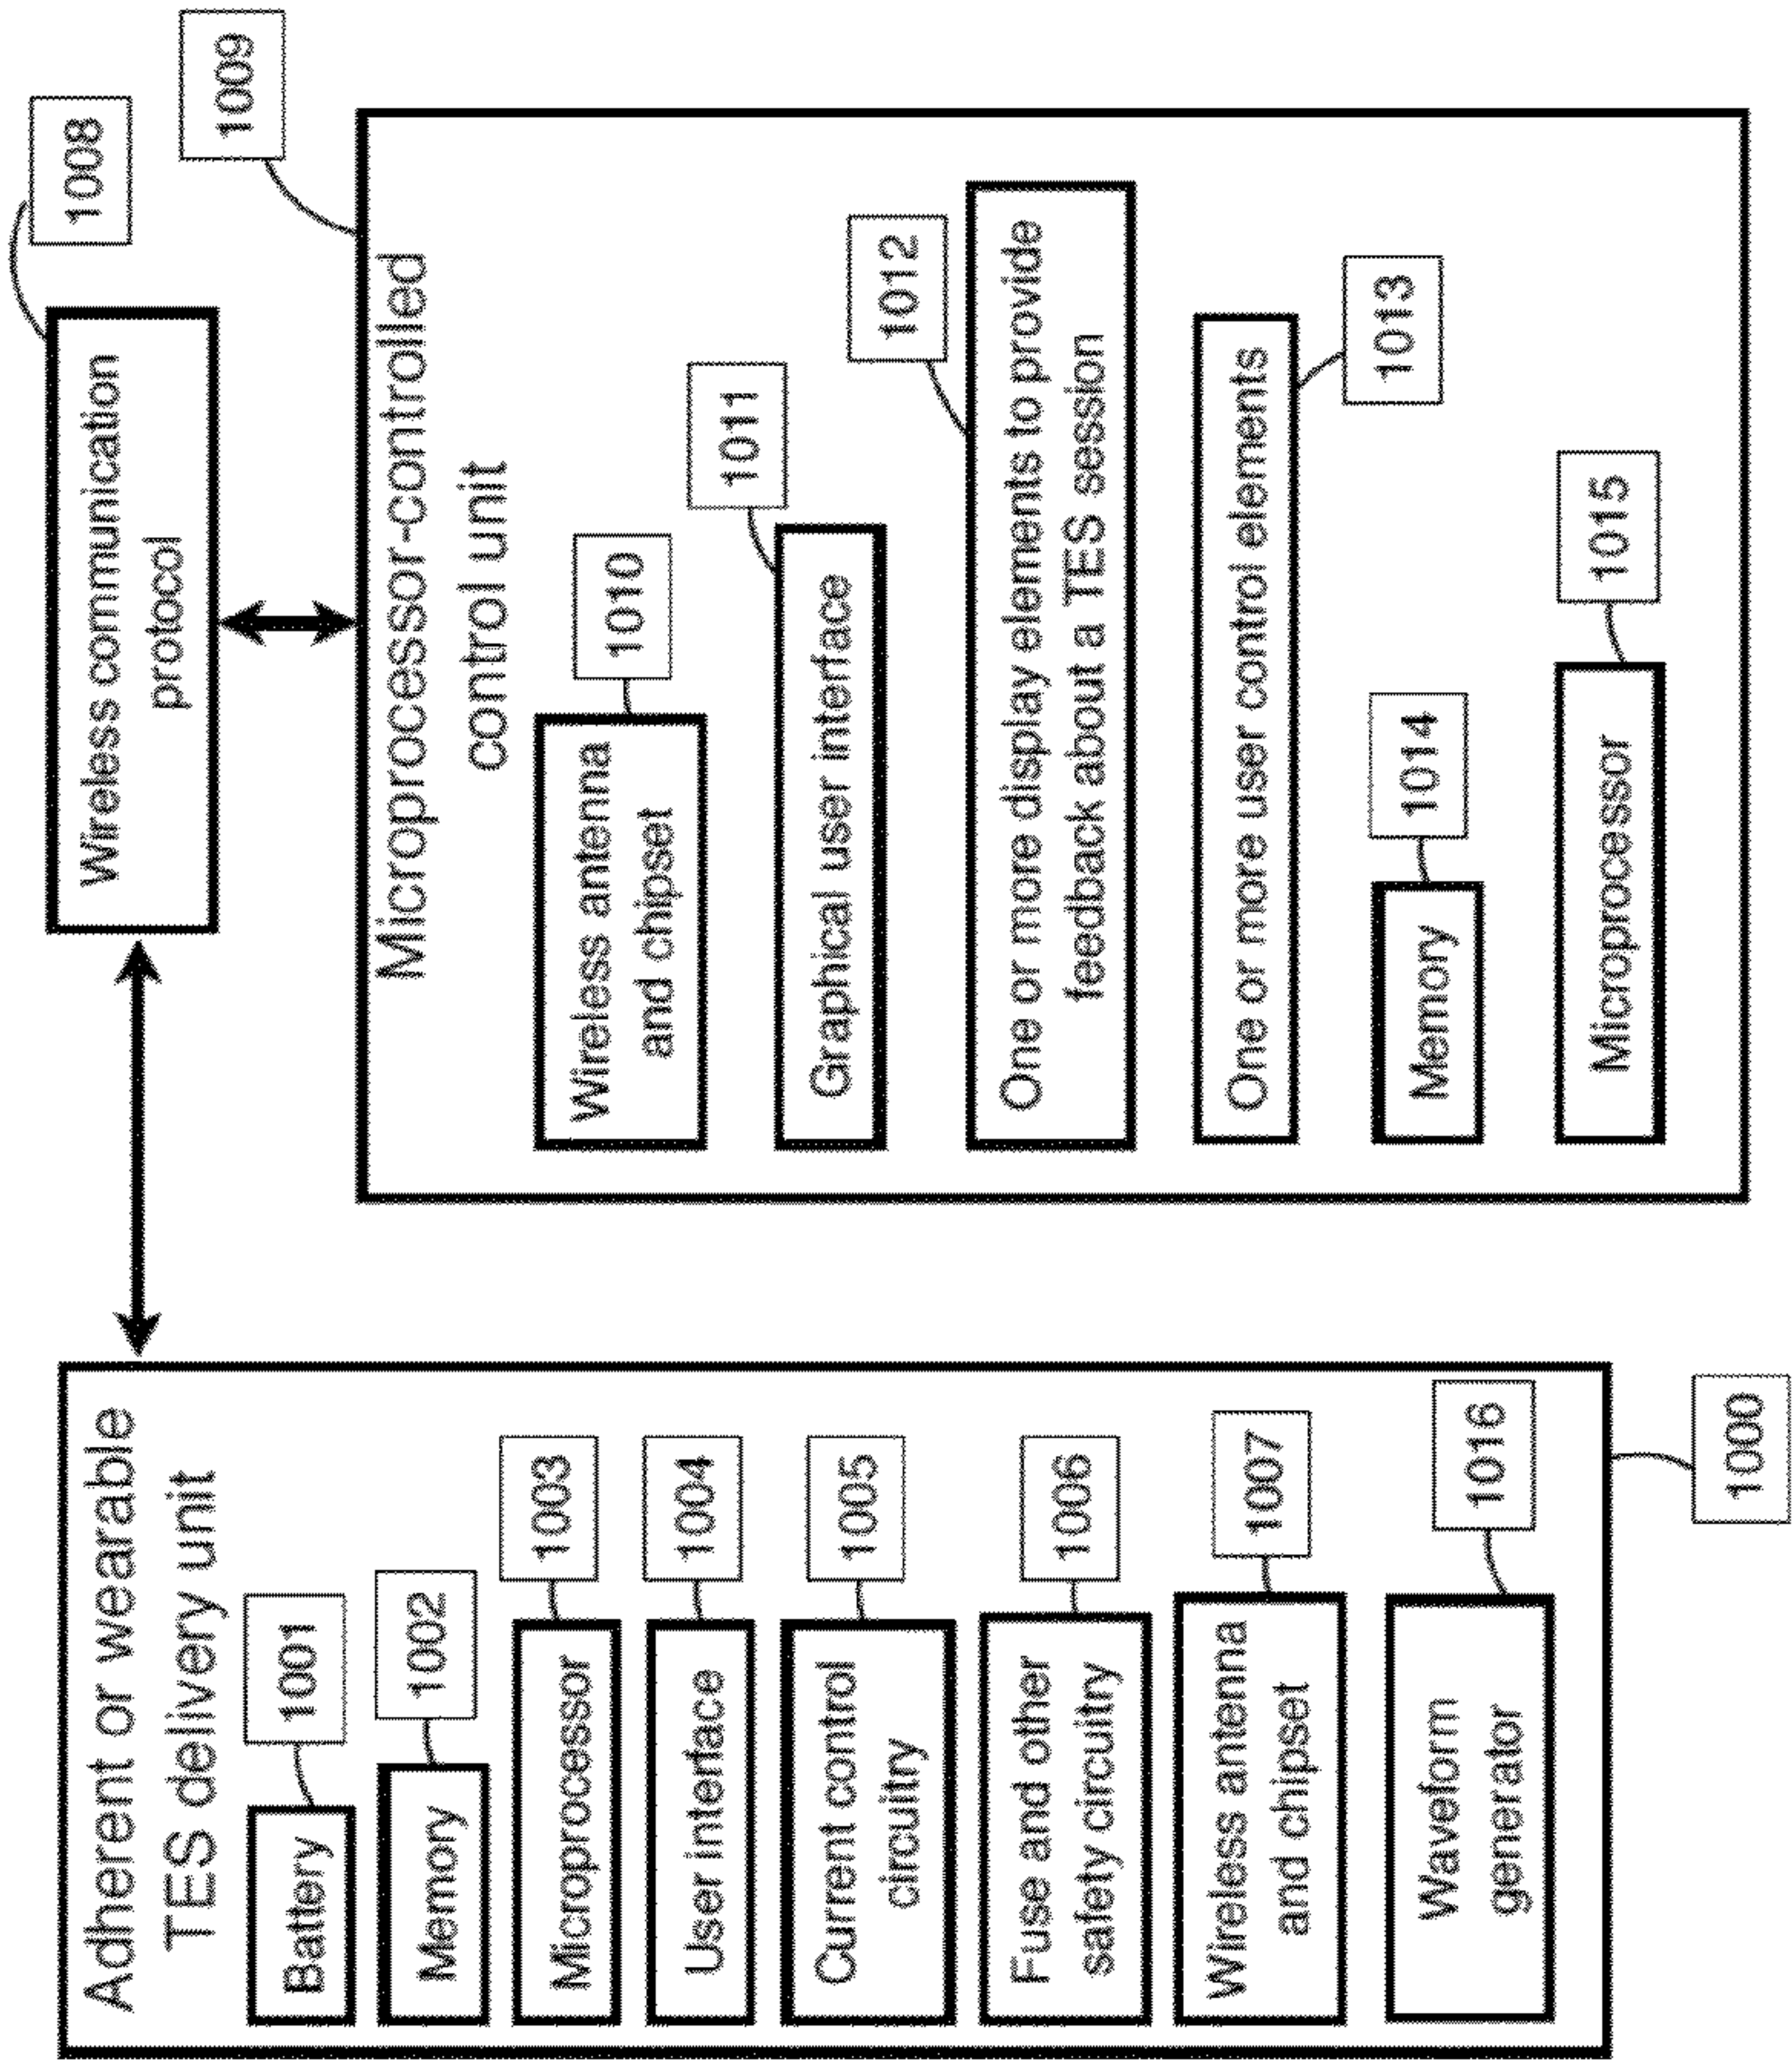 Adherent or wearable
TES delivery unit
Battery
1001
Memory
1002
Microprocessor
1003
User interface
1004
Current control
circuitry
1005
Fuse and other
safety circuitry
1006
Wireless antenna
and chipset
1007
Waveform
generator
1016
1000
Wireless communication
protocol
1008
1009
Microprocessor-controlled
control unit
Wireless antenna
and chipset
1010
Graphical user interface
1011
One or more display elements to provide
feedback about a TES session
1012
One or more user control elements
1013
Memory
1014
Microprocessor
1015